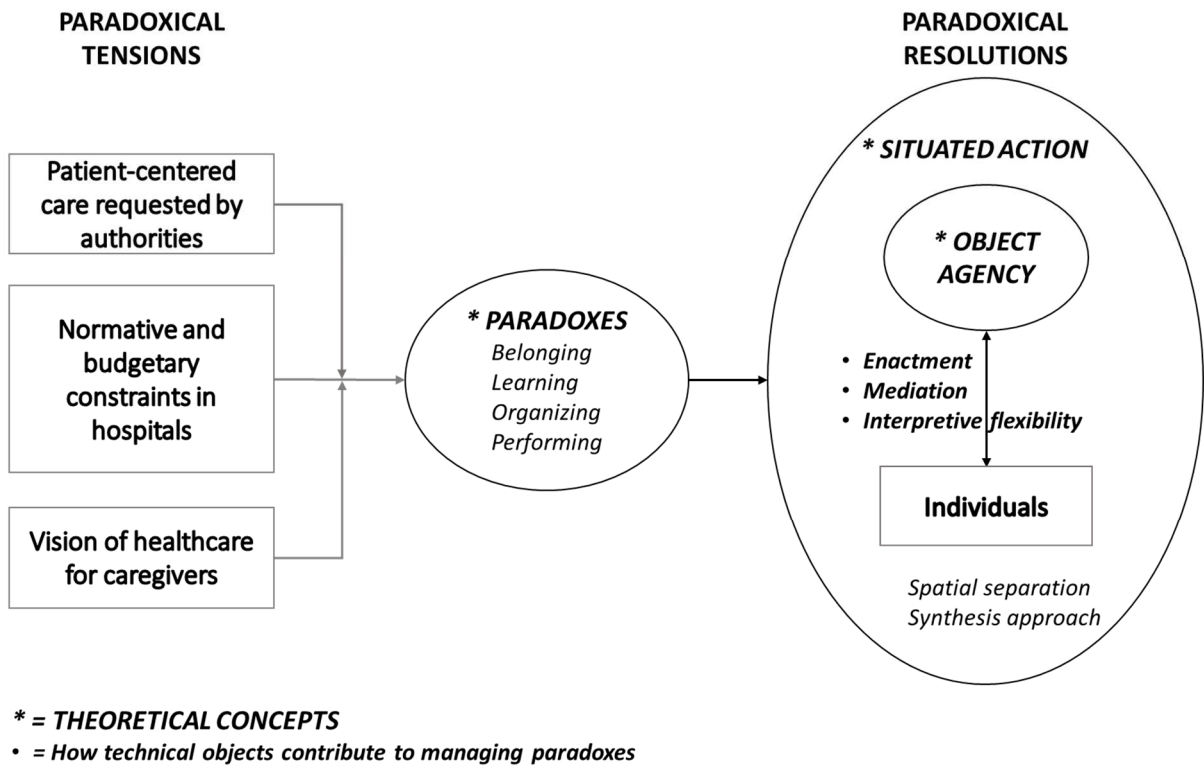 PARADOXICAL
TENSIONS
PARADOXICAL
RESOLUTIONS
Patient-centered
care requested by
authorities
Normative and
budgetary
constraints in
hospitals
Vision of healthcare
for caregivers
* PARADOXES
Belonging
Learning
Organizing
Performing
* SITUATED ACTION
* OBJECT
AGENCY
• Enactment
• Mediation
• Interpretive flexibility
Individuals
Spatial separation
Synthesis approach
* = THEORETICAL CONCEPTS
• = How technical objects contribute to managing paradoxes